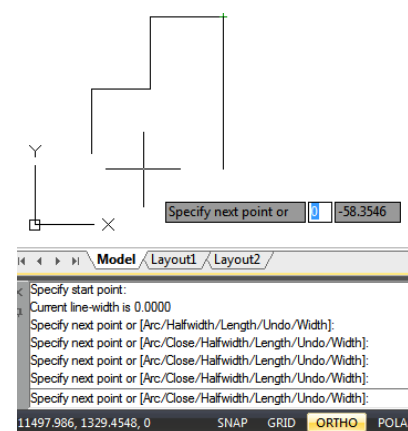 Y
X
Specify next point or 0 -58.3546
Model Layout1 Layout2
Specify start point:
Current line-width is 0.0000
Specify next point or [Arc/Halfwidth/Length/Undo/Width]:
Specify next point or [Arc/Close/Halfwidth/Length/Undo/Width]:
Specify next point or [Arc/Close/Halfwidth/Length/Undo/Width]:
Specify next point or [Arc/Close/Halfwidth/Length/Undo/Width]:
Specify next point or [Arc/Close/Halfwidth/Length/Undo/Width]:
11497.986, 1329.4548, 0 SNAP GRID ORTHO POLA